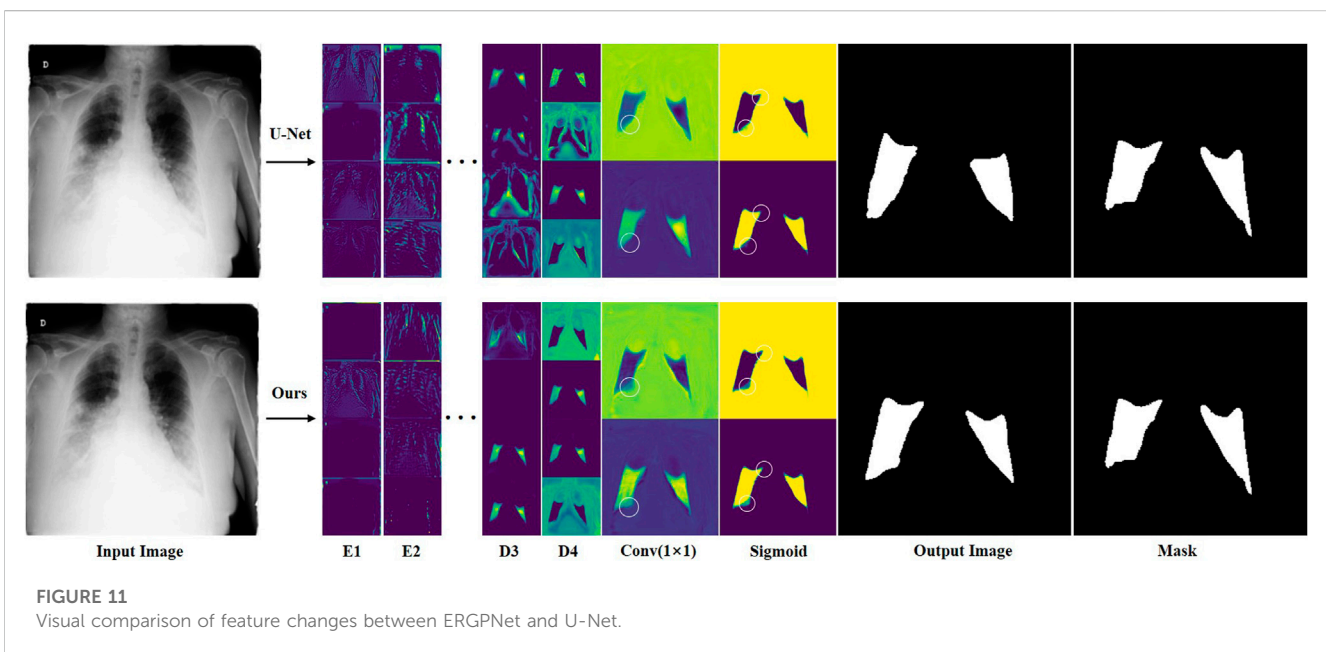 D
U-Net
• • •
D
Ours
• • •
Input Image E1 E2 D3 D4 Conv(1×1) Sigmoid Output Image Mask
FIGURE 11
Visual comparison of feature changes between ERGPNet and U-Net.